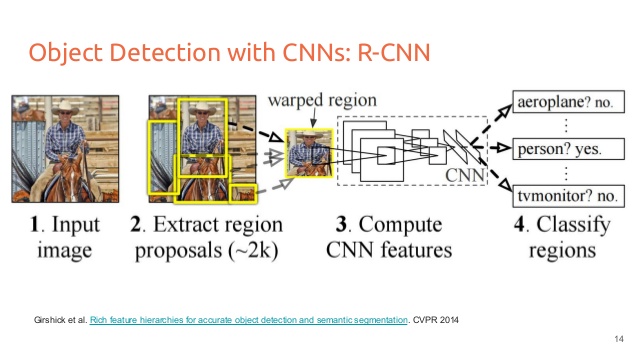 Object Detection with CNNs: R-CNN
warped region
aeroplane? no.
person? yes.
CNN
tvmonitor? no.
1. Input
image
2. Extract region
proposals (~2k)
3. Compute
CNN features
4. Classify
regions
Girshick et al. Rich feature hierarchies for accurate object detection and semantic segmentation. CVPR 2014
14